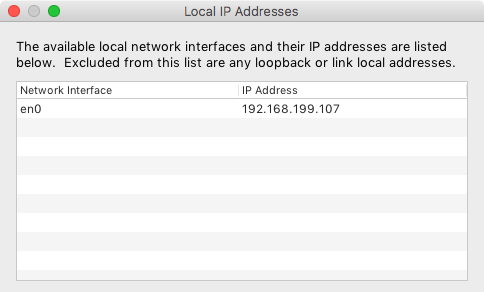 Local IP Addresses
The available local network interfaces and their IP addresses are listed
below.  Excluded from this list are any loopback or link local addresses.
Network Interface IP Address
en0 192.168.199.107